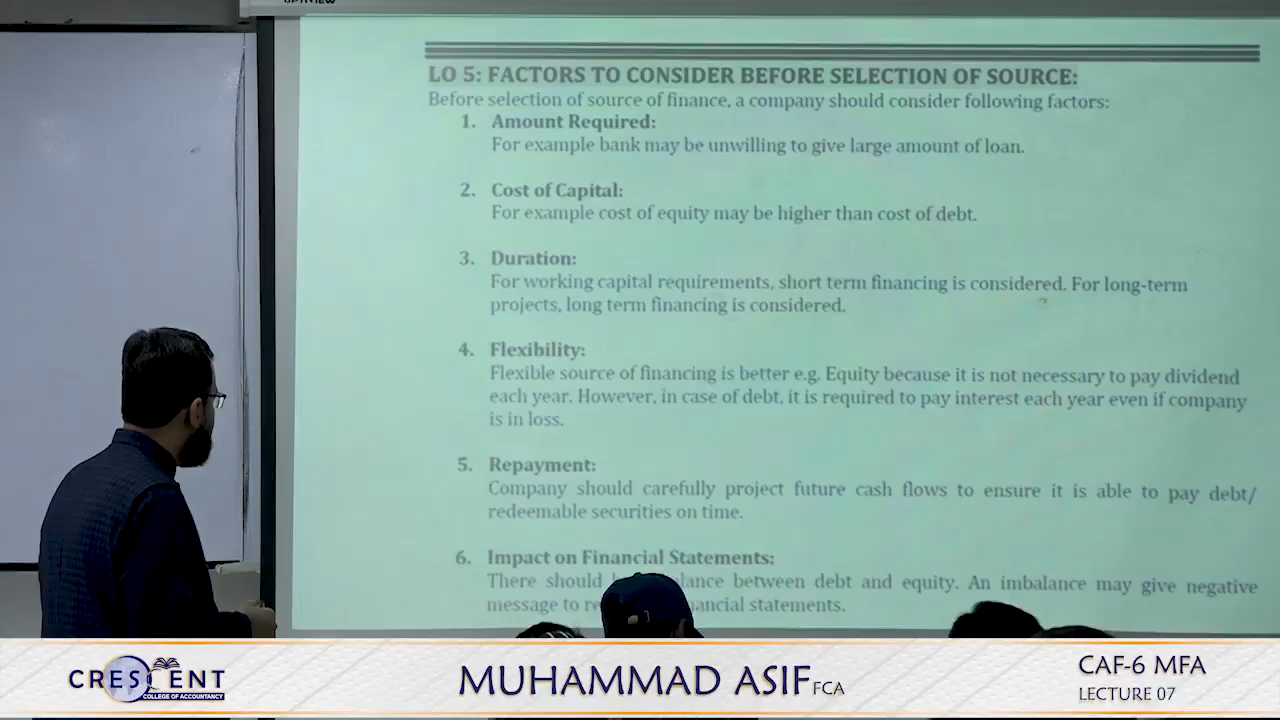 LO 5: FACTORS TO CONSIDER BEFORE SELECTION OF SOURCE:
Before selection of source of finance, a company should consider following factors:
1. Amount Required:
For example bank may be unwilling to give large amount of loan.
2. Cost of Capital:
For example cost of equity may be higher than cost of debt.
3. Duration:
For working capital requirements, short term financing is considered. For long-term
projects, long term financing is considered.
4. Flexibility:
Flexible source of financing is better e.g. Equity because it is not necessary to pay dividend
each year. However, in case of debt, it is required to pay interest each year even if company
is in loss.
5. Repayment:
Company should carefully project future cash flows to ensure it is able to pay debt/
redeemable securities on time.
6. Impact on Financial Statements:
There should between debt and equity. An imbalance may give negative
message to statements.
CRESCENT
COLLEGE OF ACCOUNTANCY
MUHAMMAD ASIF FCA
CAF-6 MFA
LECTURE 07